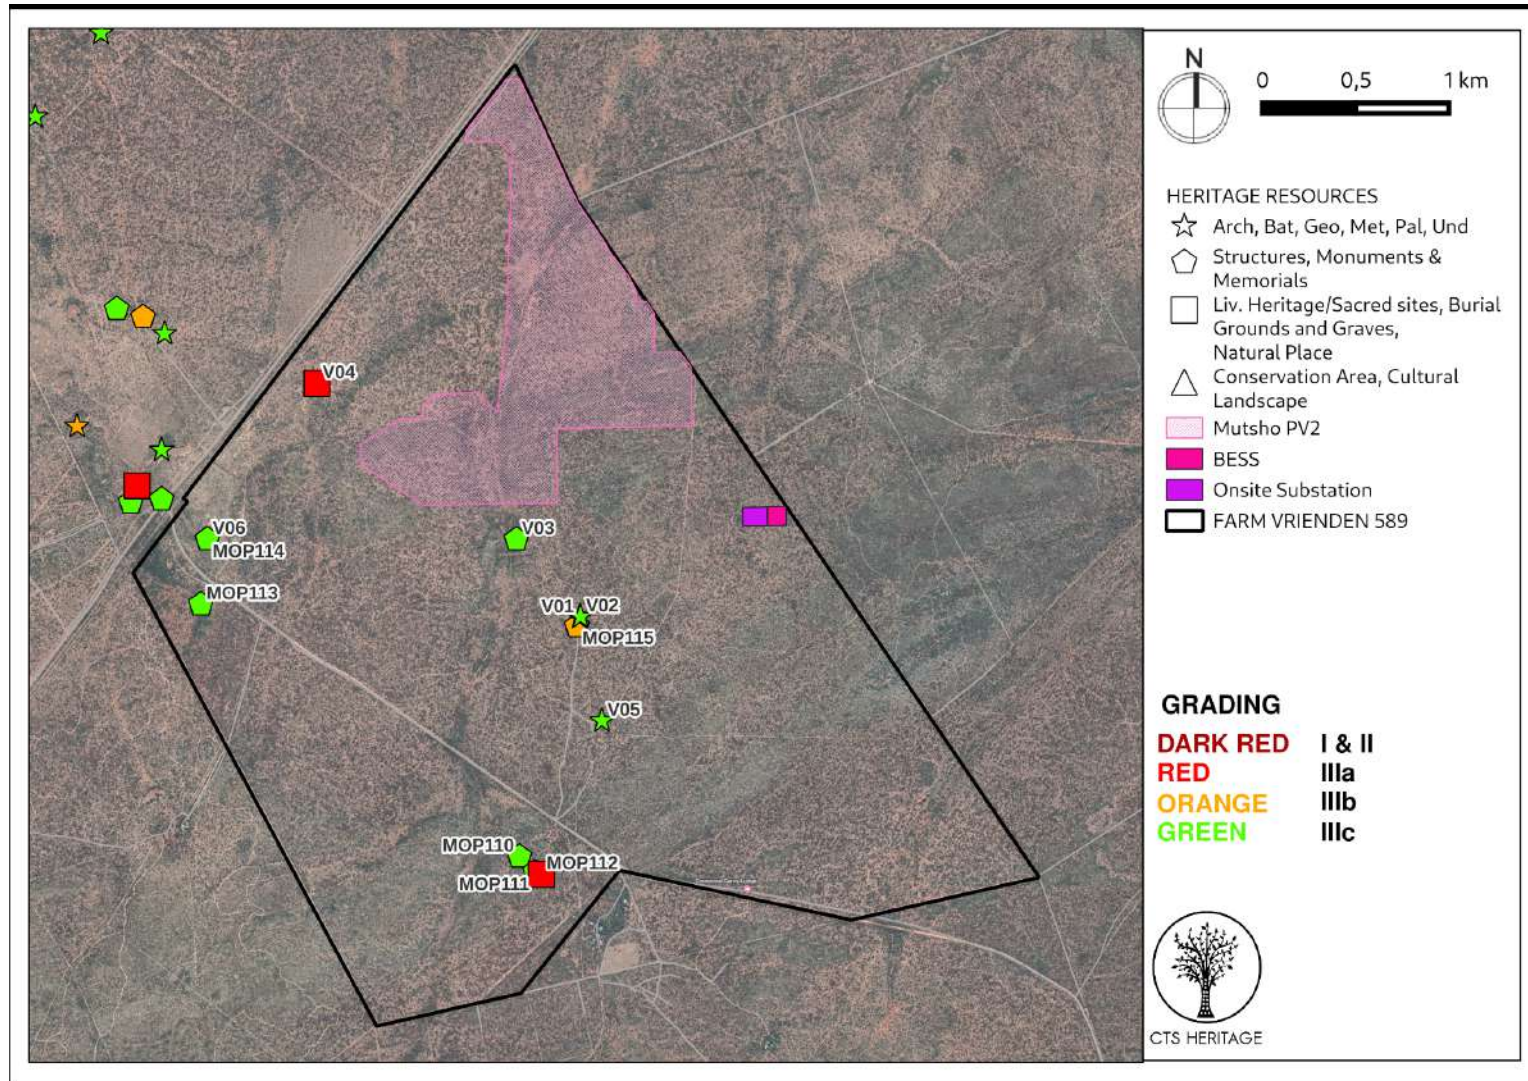 V04
V06
MOP114
MOP113
V03
V01
V02
MOP115
V05
MOP110
MOP112
MOP111
N
0 0,5 1 km
HERITAGE RESOURCES
Arch, Bat, Geo, Met, Pal, Und
Structures, Monuments &
Memorials
Liv. Heritage/Sacred sites, Burial
Grounds and Graves,
Natural Place
Conservation Area, Cultural
Landscape
Mutsho PV2
BESS
Onsite Substation
FARM VRIENDEN 589
GRADING
DARK RED I & II
RED IIIa
ORANGE IIIb
GREEN IIIc
CTS HERITAGE